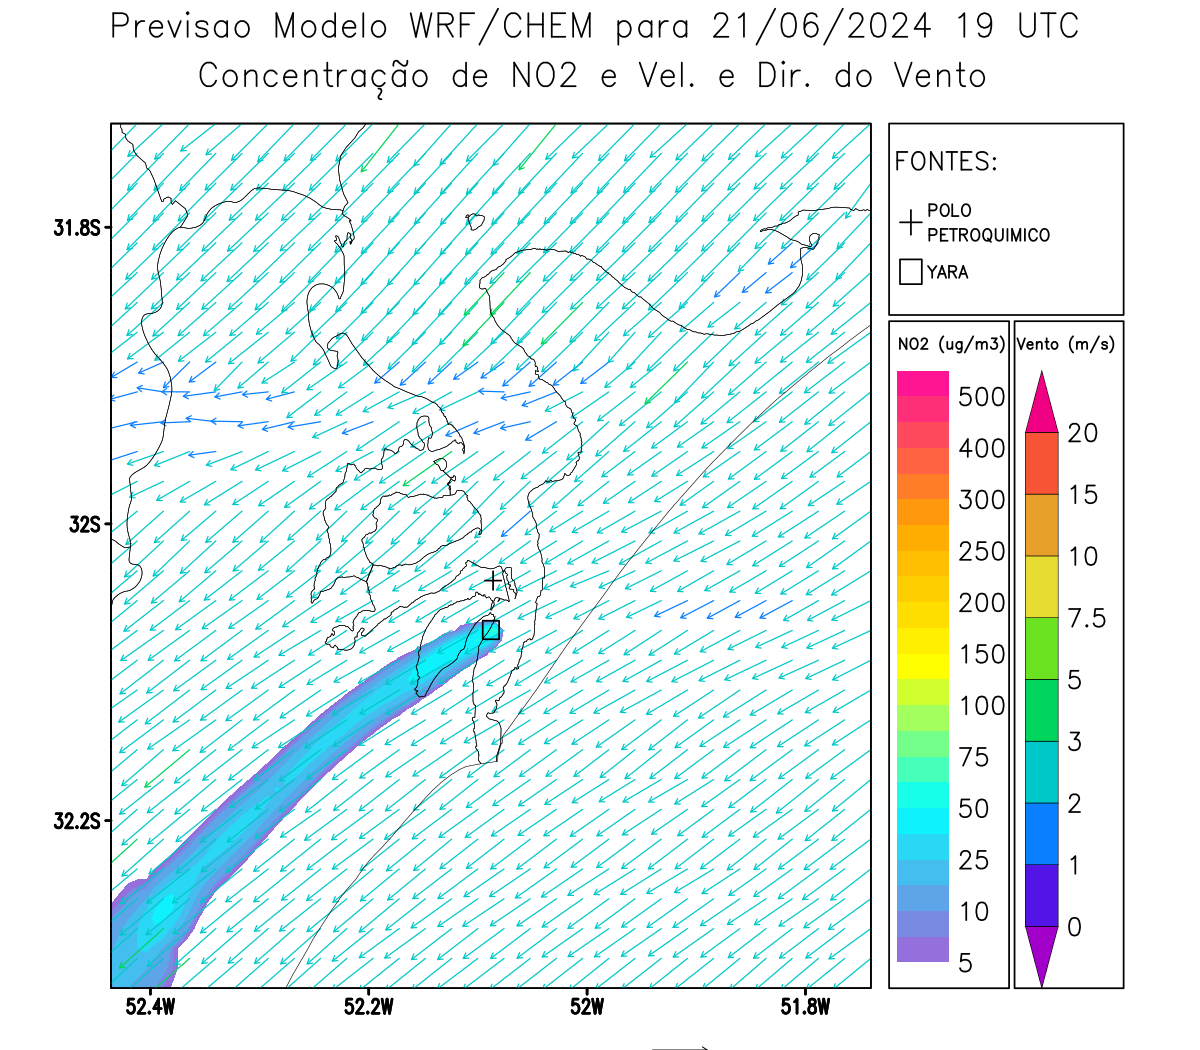 Previsao Modelo WRF/CHEM para 21/06/2024 19 UTC
Concentração de NO2 e Vel. e Dir. do Vento
FONTES:
POLO
PETROQUIMICO
YARA
NO2 (ug/m3)
500
400
300
250
200
150
100
75
50
25
10
5
Vento (m/s)
20
15
10
7.5
5
3
2
1
0
31.8S
32S
32.2S
52.4W
52.2W
52W
51.8W